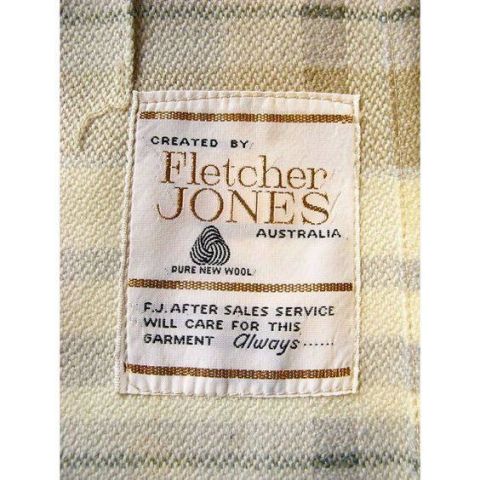 CREATED BY
Fletcher
JONES
AUSTRALIA
PURE NEW WOOL
F.J. AFTER SALES SERVICE
WILL CARE FOR THIS
GARMENT Always......